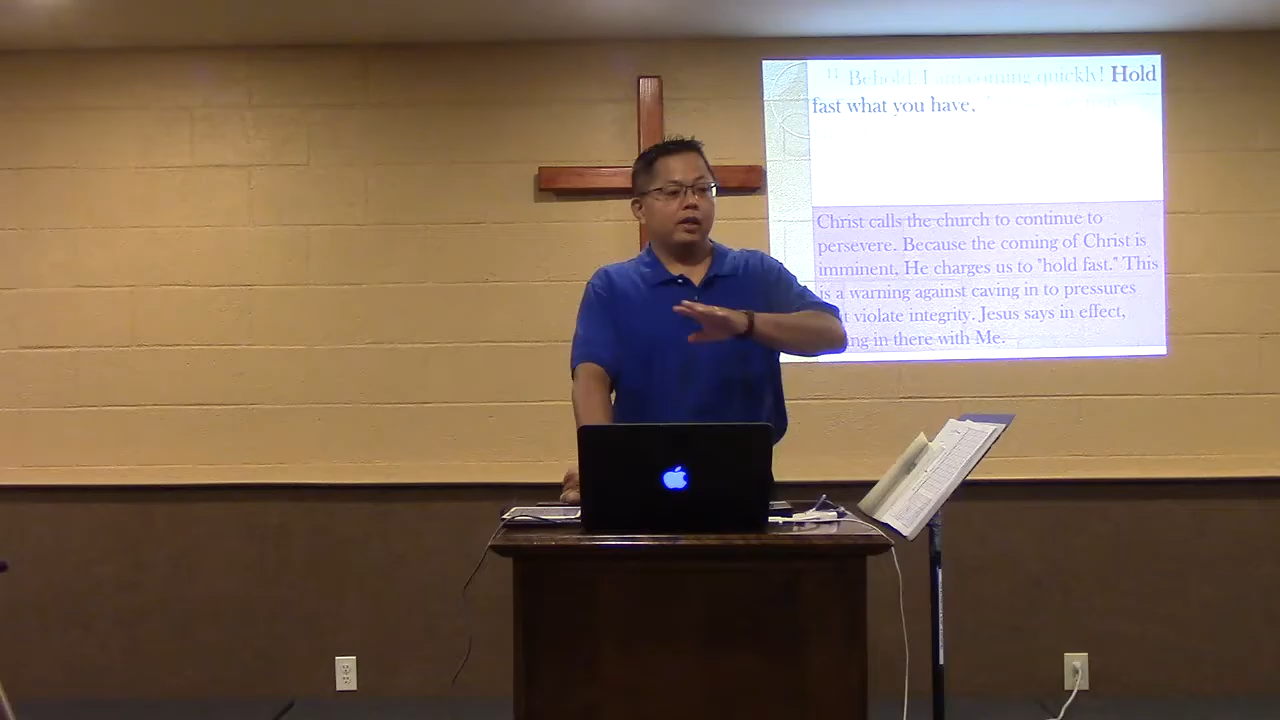 11 Behold, I am coming quickly! Hold
fast what you have,
Christ calls the church to continue to
persevere. Because the coming of Christ is
imminent, He charges us to "hold fast." This
is a warning against caving in to pressures
violate integrity. Jesus says in effect,
in there with Me.